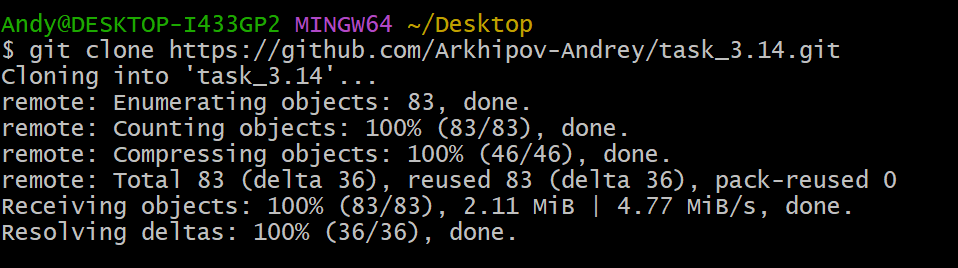 Andy@DESKTOP-I433GP2 MINGW64 ~/Desktop
$ git clone https://github.com/Arkhipov-Andrey/task_3.14.git
Cloning into 'task_3.14'...
remote: Enumerating objects: 83, done.
remote: Counting objects: 100% (83/83), done.
remote: Compressing objects: 100% (46/46), done.
remote: Total 83 (delta 36), reused 83 (delta 36), pack-reused 0
Receiving objects: 100% (83/83), 2.11 MiB | 4.77 MiB/s, done.
Resolving deltas: 100% (36/36), done.